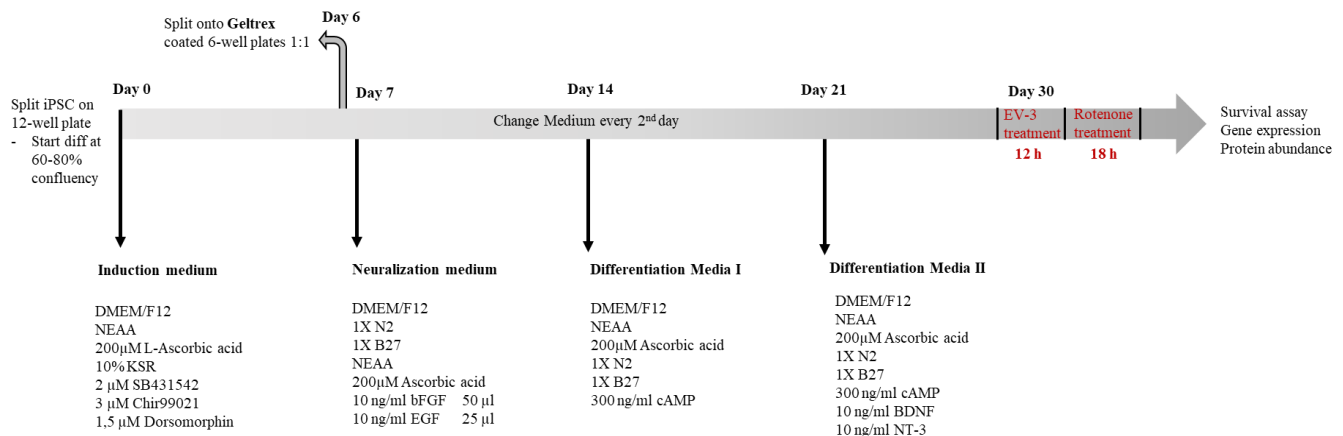 Split onto Geltrex
coated 6-well plates 1:1
Day 6
Day 0
Day 7
Day 14
Day 21
Day 30
Split iPSC on
12-well plate
- Start diff at
60-80%
confluency
Change Medium every 2nd day
EV-3
treatment
12 h
Rotenone
treatment
18 h
Survival assay
Gene expression
Protein abundance
Induction medium
DMEM/F12
NEAA
200µM L-Ascorbic acid
10% KSR
2 µM SB431542
3 µM Chir99021
1,5 µM Dorsomorphin
Neuralization medium
DMEM/F12
1X N2
1X B27
NEAA
200µM Ascorbic acid
10 ng/ml bFGF 50 µl
10 ng/ml EGF 25 µl
Differentiation Media I
DMEM/F12
NEAA
200µM Ascorbic acid
1X N2
1X B27
300 ng/ml cAMP
Differentiation Media II
DMEM/F12
NEAA
200µM Ascorbic acid
1X N2
1X B27
300 ng/ml cAMP
10 ng/ml BDNF
10 ng/ml NT-3